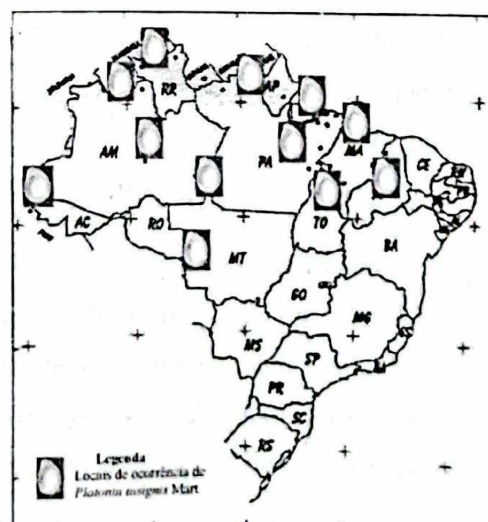 RR
AP
AM
PA
MA
CE
AC
RO
TO
MT
BA
GO
MG
MS
SP
RJ
PR
SC
RS
Legenda
Locais de ocorrência de
Platonia insignis Mart